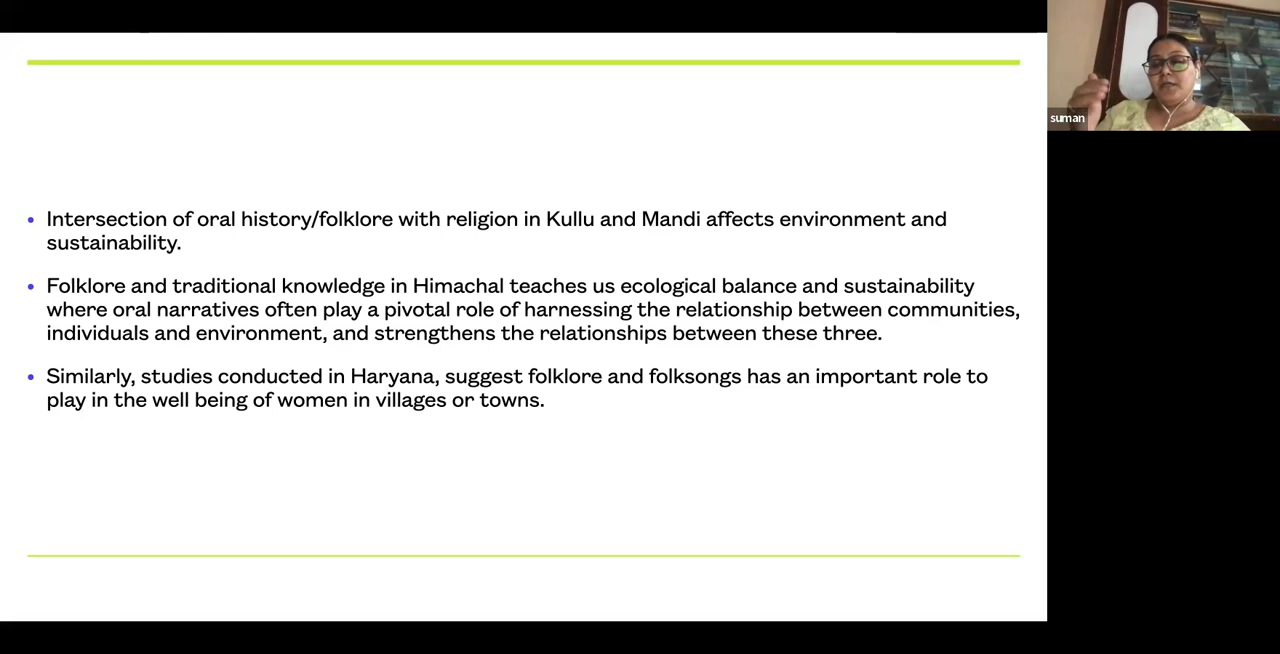 • Intersection of oral history/folklore with religion in Kullu and Mandi affects environment and
sustainability.
• Folklore and traditional knowledge in Himachal teaches us ecological balance and sustainability
where oral narratives often play a pivotal role of harnessing the relationship between communities,
individuals and environment, and strengthens the relationships between these three.
• Similarly, studies conducted in Haryana, suggest folklore and folksongs has an important role to
play in the well being of women in villages or towns.
suman